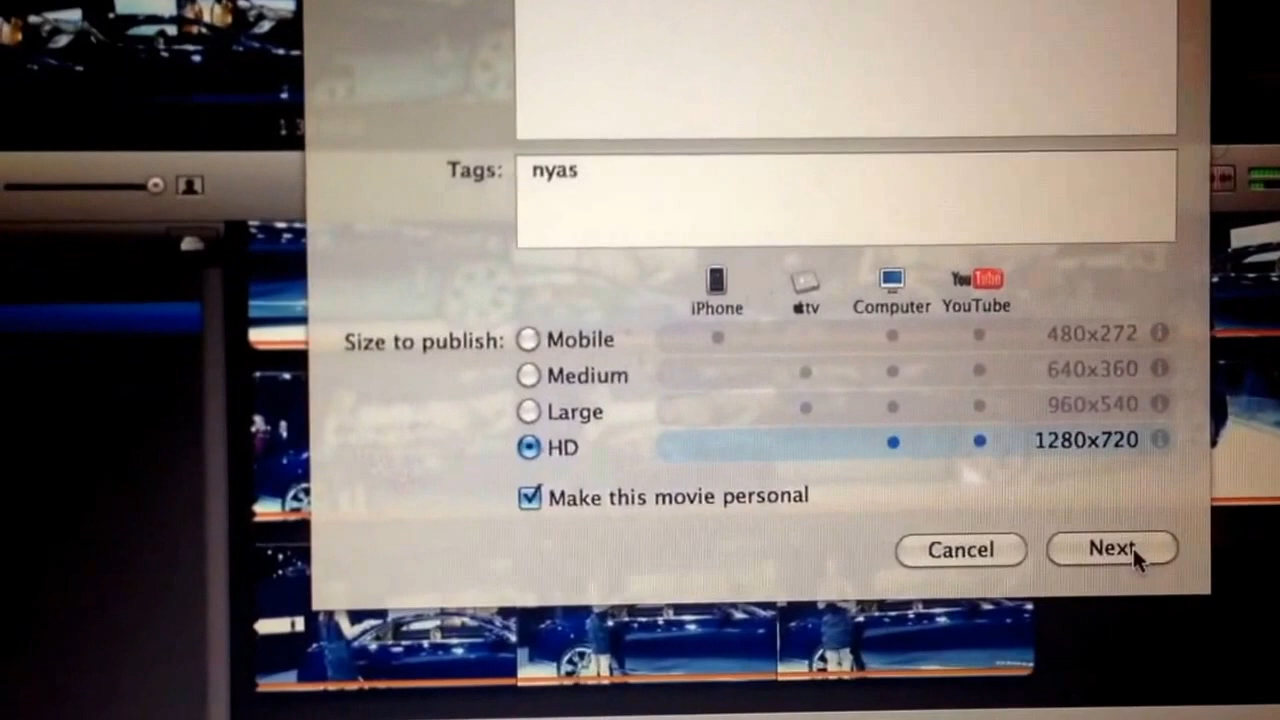 Tags: nyas
iPhone tv Computer YouTube
Size to publish: Mobile 480x272
Medium 640x360
Large 960x540
HD 1280x720
Make this movie personal
Cancel Next